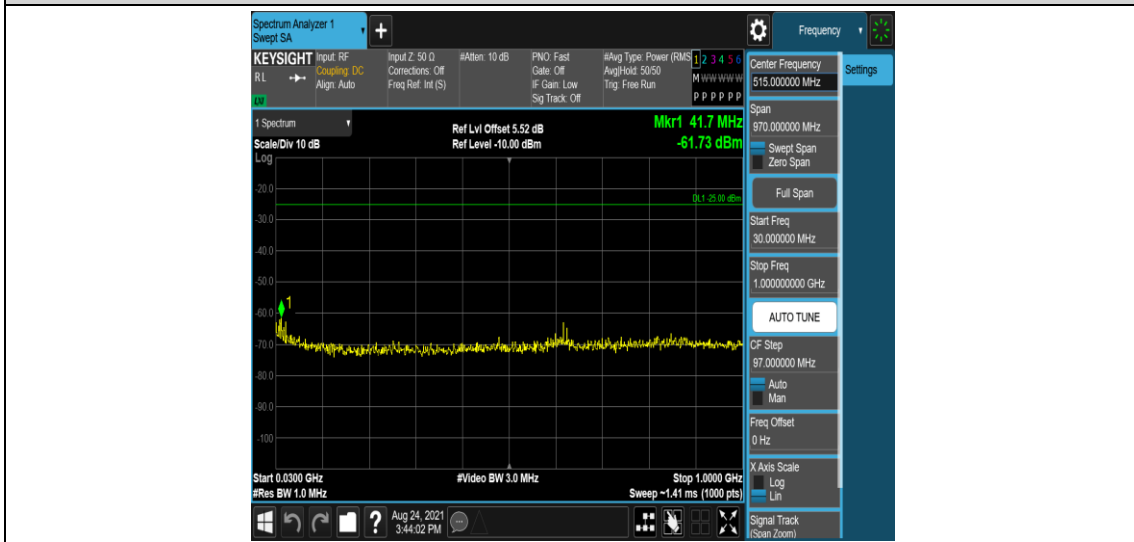 Spectrum Analyzer 1
Swept SA
+
Frequency
KEYSIGHT
RL
LXI
Input: RF
Coupling: DC
Align: Auto
Input Z: 50 Ω
Corrections: Off
Freq Ref: Int (S)
#Atten: 10 dB
PNO: Fast
Gate: Off
IF Gain: Low
Sig Track: Off
#Avg Type: Power (RMS
Avg|Hold: 50/50
Trig: Free Run
1 2 3 4 5 6
M W W W W W
P P P P P P
Center Frequency
515.000000 MHz
Settings
1 Spectrum
Scale/Div 10 dB
Log
Ref Lvl Offset 5.52 dB
Ref Level -10.00 dBm
Mkr1 41.7 MHz
-61.73 dBm
Span
970.000000 MHz
Swept Span
Zero Span
Full Span
Start Freq
30.000000 MHz
Stop Freq
1.000000000 GHz
AUTO TUNE
CF Step
97.000000 MHz
Auto
Man
Freq Offset
0 Hz
X Axis Scale
Log
Lin
Signal Track
(Span Zoom)
-20.0
DL1 -25.00 dBm
-30.0
-40.0
-50.0
1
-60.0
-70.0
-80.0
-90.0
-100
Start 0.0300 GHz
#Res BW 1.0 MHz
#Video BW 3.0 MHz
Stop 1.0000 GHz
Sweep ~1.41 ms (1000 pts)
?
Aug 24, 2021
3:44:02 PM